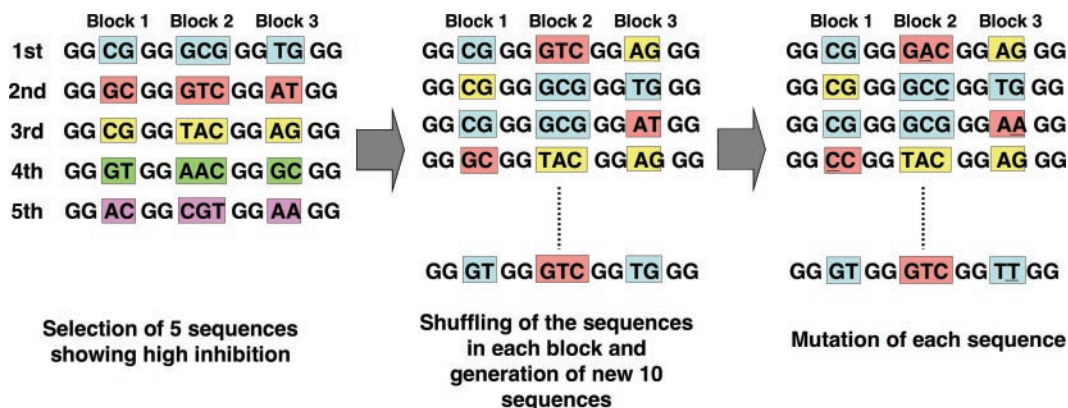 Block 1 Block 2 Block 3
1st GG CG GG GCG GG TG GG
2nd GG GC GG GTC GG AT GG
3rd GG CG GG TAC GG AG GG
4th GG GT GG AAC GG GC GG
5th GG AC GG CGT GG AA GG
Selection of 5 sequences
showing high inhibition
Block 1 Block 2 Block 3
GG CG GG GTC GG AG GG
GG CG GG GCG GG TG GG
GG CG GG GCG GG AT GG
GG GC GG TAC GG AG GG
GG GT GG GTC GG TG GG
Shuffling of the sequences
in each block and
generation of new 10
sequences
Block 1 Block 2 Block 3
GG CG GG GAC GG AG GG
GG CG GG GCC GG TG GG
GG CG GG GCG GG AA GG
GG CC GG TAC GG AG GG
GG GT GG GTC GG TT GG
Mutation of each sequence